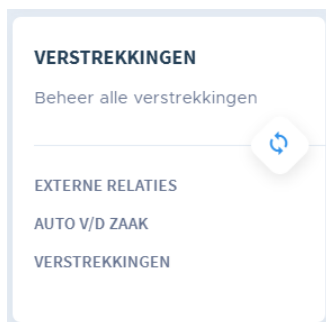 VERSTREKKINGEN
Beheer alle verstrekkingen
EXTERNE RELATIES
AUTO V/D ZAAK
VERSTREKKINGEN